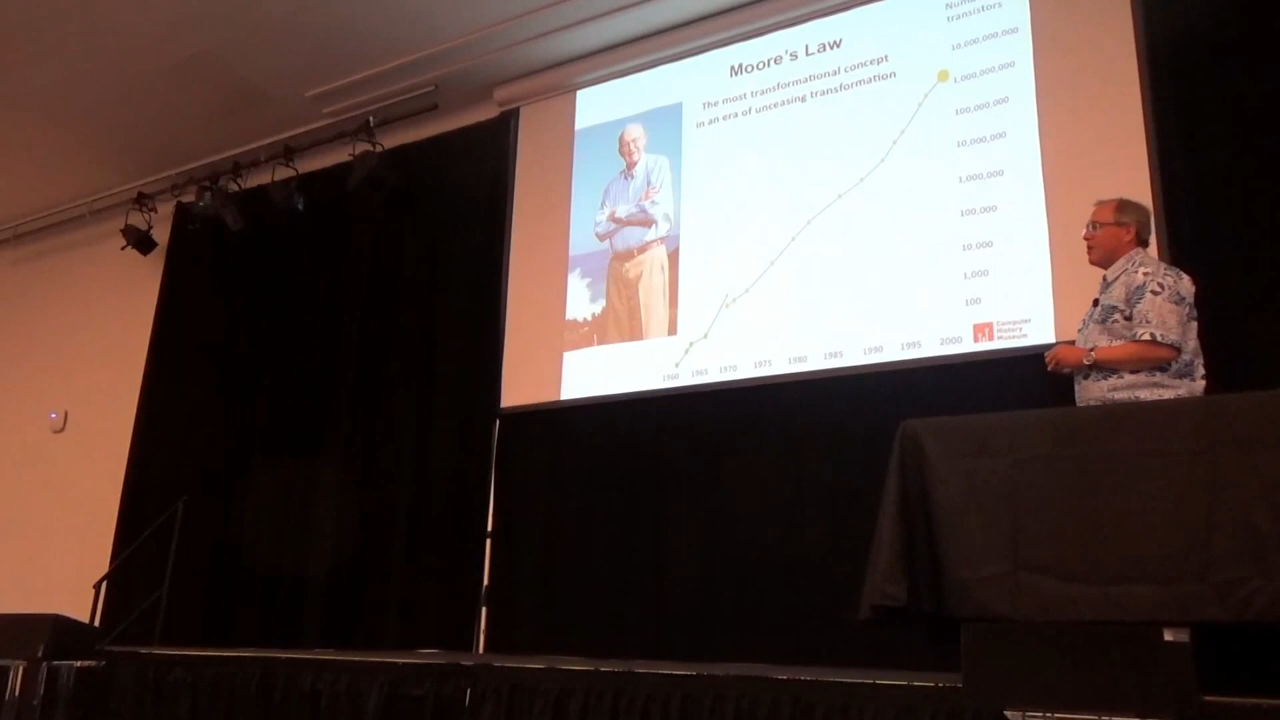 Moore's Law
The most transformational concept
in an era of unceasing transformation
transistors
10,000,000,000
1,000,000,000
100,000,000
10,000,000
1,000,000
100,000
10.000
1,000
100
1960 1965 1970 1975 1980 1985 1990 1995 2000
Computer
History
Museum